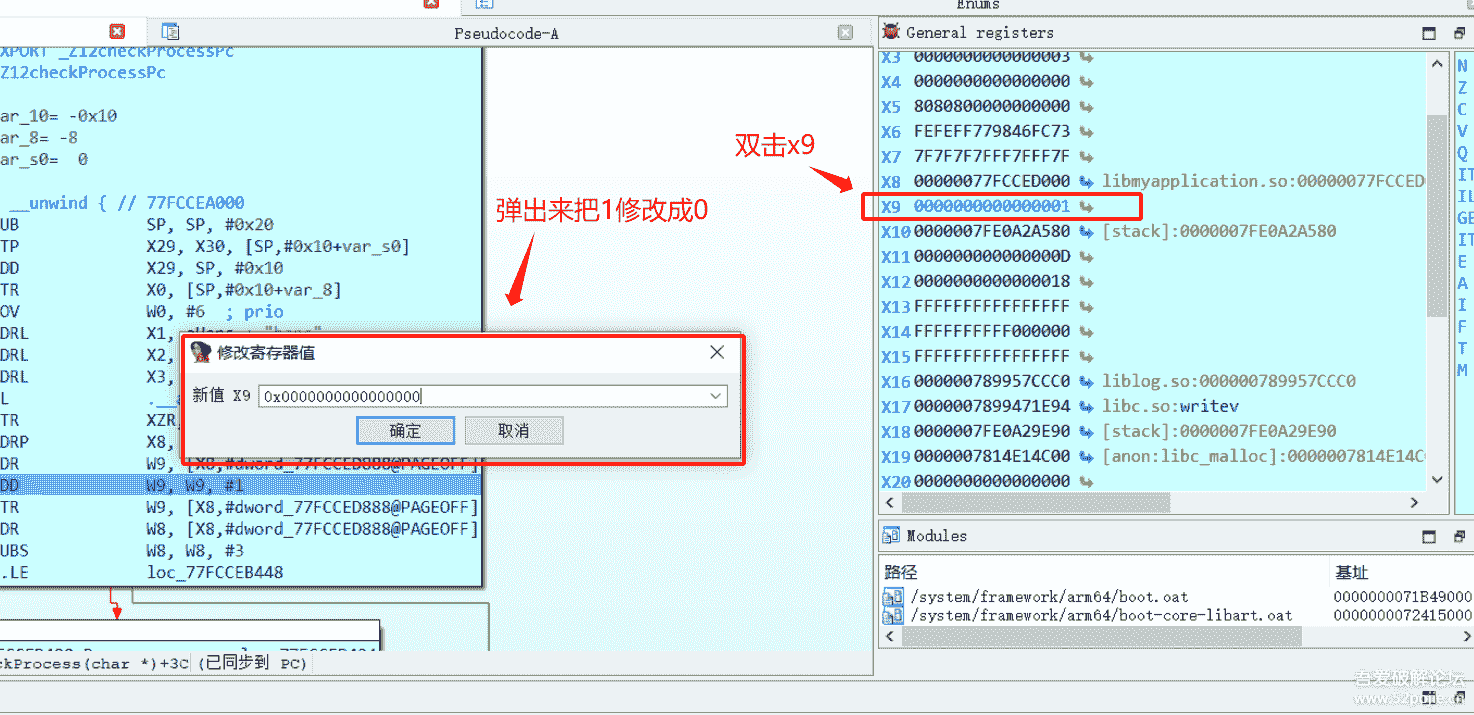 Enums
Pseudocode-A
General registers
XPORT _Z12checkProcessPc
Z12checkProcessPc
ar_10= -0x10
ar_8= -8
ar_s0= 0
__unwind { // 77FCCEA000
UB SP, SP, #0x20
TP X29, X30, [SP,#0x10+var_s0]
DD X29, SP, #0x10
TR X0, [SP,#0x10+var_8]
OV W0, #6 ; prio
DRL X1,
DRL X2,
DRL X3,
L
TR XZR,
DRP X8,
DR W9, [X8,#dword_77FCCED888@PAGEOFF]
DD W9, W9, #1
TR W9, [X8,#dword_77FCCED888@PAGEOFF]
DR W8, [X8,#dword_77FCCED888@PAGEOFF]
UBS W8, W8, #3
.LE loc_77FCCEB448
ckProcess(char *)+3C (已同步到 PC)
弹出来把1修改成0
双击x9
修改寄存器值
新值 X9 0x0000000000000000
确定 取消
X3 0000000000000003
X4 0000000000000000
X5 8080800000000000
X6 FEFEFF779846FC73
X7 7F7F7F7FFF7FFF7F
X8 00000077FCCED000 libmyapplication.so:00000077FCCED
X9 0000000000000001
X10 0000007FE0A2A580 [stack]:0000007FE0A2A580
X11 000000000000000D
X12 0000000000000018
X13 FFFFFFFFFFFFFFFF
X14 FFFFFFFFFF000000
X15 FFFFFFFFFFFFFFFF
X16 000000789957CCC0 liblog.so:000000789957CCC0
X17 0000007899471E94 libc.so:writev
X18 0000007FE0A29E90 [stack]:0000007FE0A29E90
X19 0000007814E14C00 [anon:libc_malloc]:0000007814E14C
X20 0000000000000000
N
Z
C
V
Q
IT
IL
GE
IT
E
A
I
F
T
M
Modules
路径 基址
/system/framework/arm64/boot.oat 0000000071B49000
/system/framework/arm64/boot-core-libart.oat 0000000072415000
吾爱破解论坛